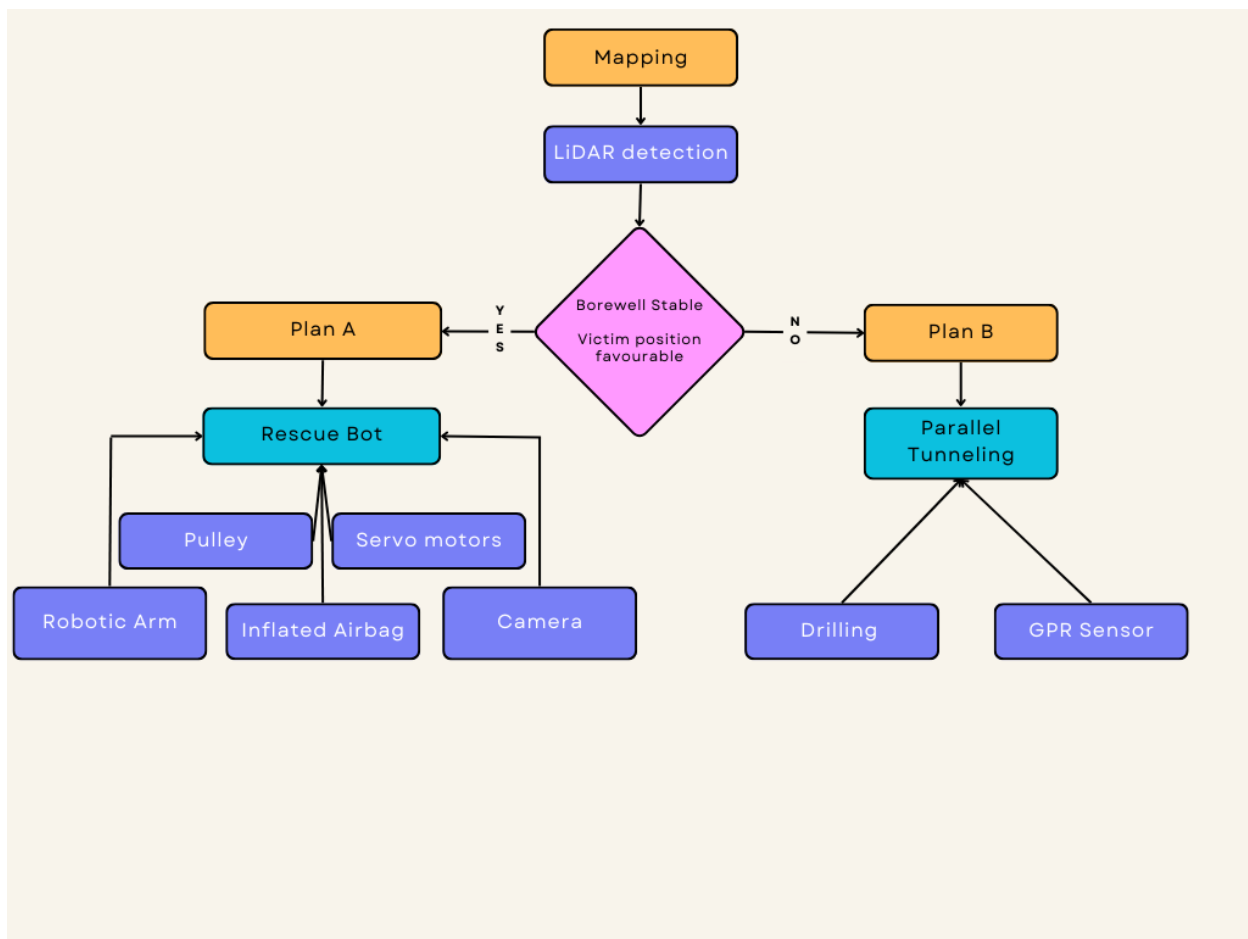 Mapping
LiDAR detection
Borewell Stable
Victim position
favourable
YES
NO
Plan A
Plan B
Rescue Bot
Parallel
Tunneling
Pulley
Servo motors
Robotic Arm
Inflated Airbag
Camera
Drilling
GPR Sensor